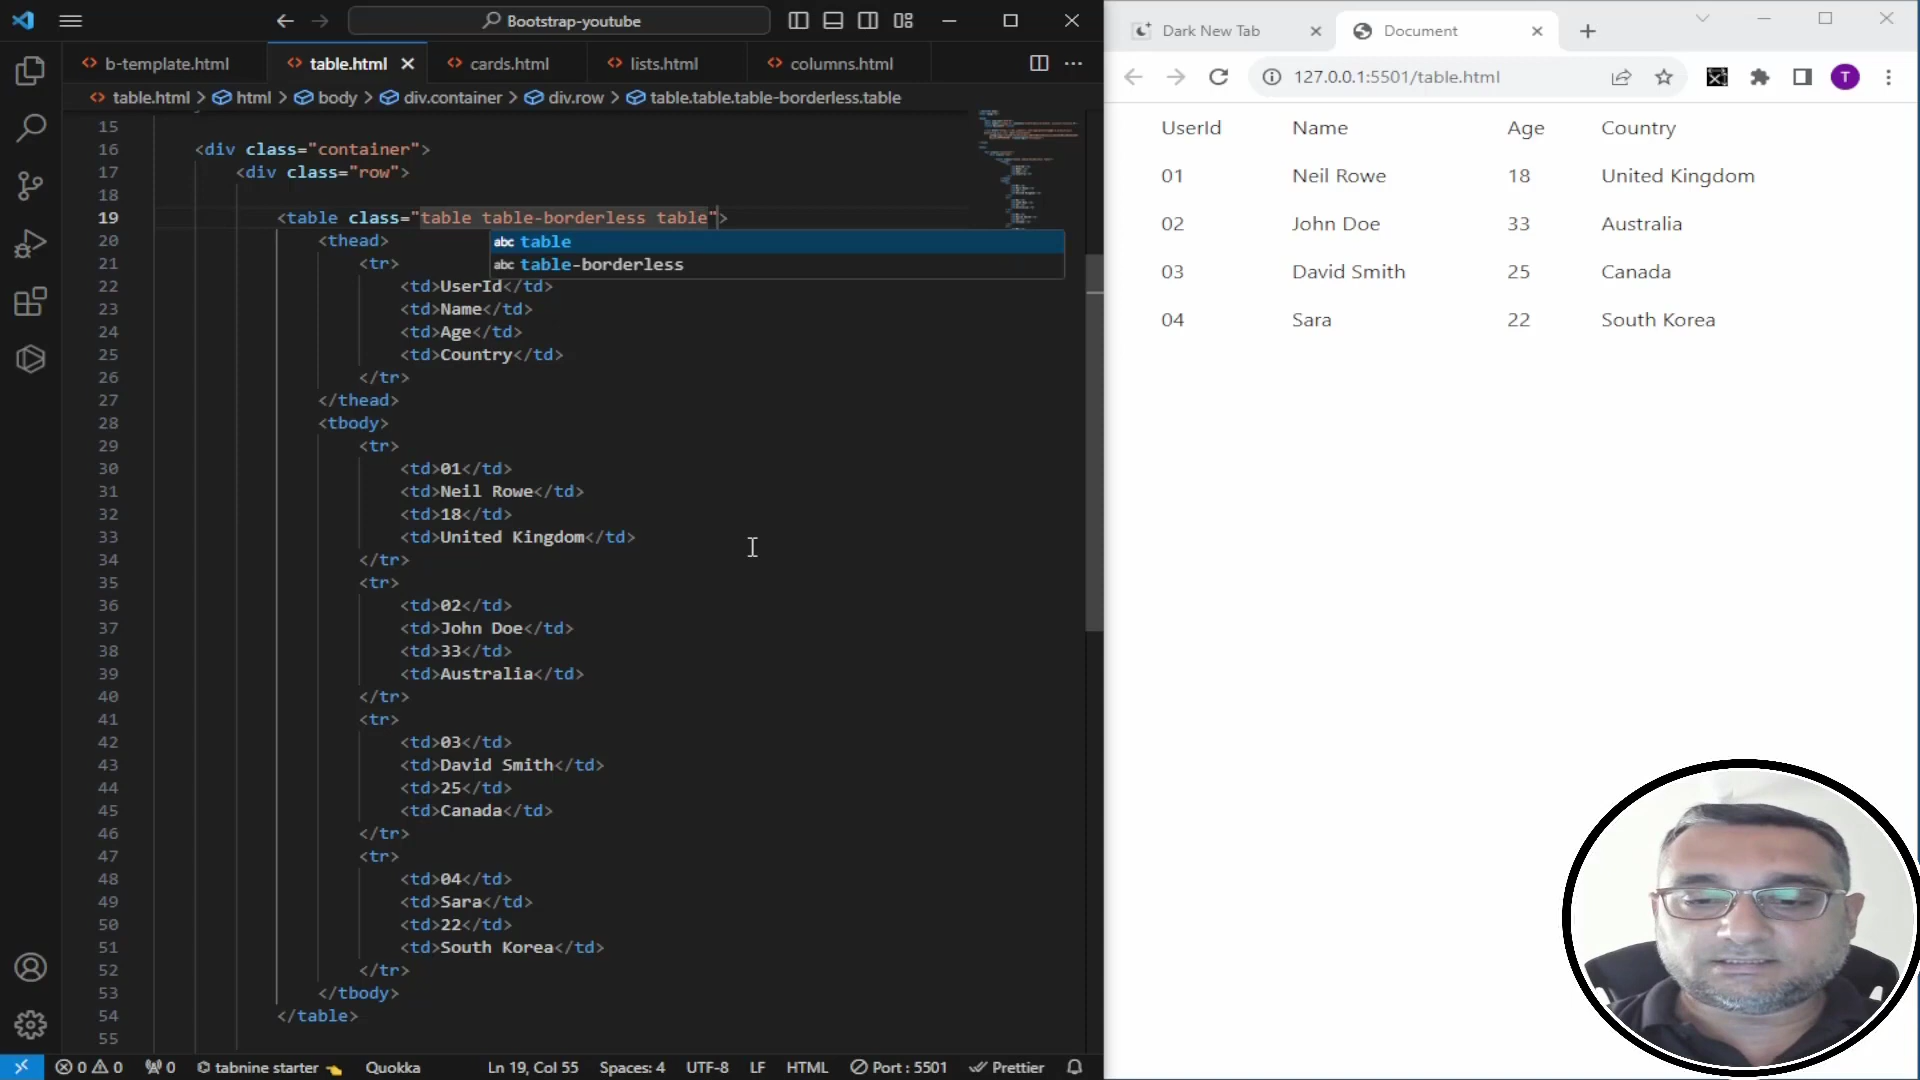 Bootstrap-youtube
b-template.html table.html cards.html lists.html columns.html
table.html > html > body > div.container > div.row > table.table.table-borderless.table
15
16 <div class="container">
17 <div class="row">
18
19 <table class="table table-borderless table">
abc table
abc table-borderless
20 <thead>
21 <tr>
22 <td>UserId</td>
23 <td>Name</td>
24 <td>Age</td>
25 <td>Country</td>
26 </tr>
27 </thead>
28 <tbody>
29 <tr>
30 <td>01</td>
31 <td>Neil Rowe</td>
32 <td>18</td>
33 <td>United Kingdom</td>
34 </tr>
35 <tr>
36 <td>02</td>
37 <td>John Doe</td>
38 <td>33</td>
39 <td>Australia</td>
40 </tr>
41 <tr>
42 <td>03</td>
43 <td>David Smith</td>
44 <td>25</td>
45 <td>Canada</td>
46 </tr>
47 <tr>
48 <td>04</td>
49 <td>Sara</td>
50 <td>22</td>
51 <td>South Korea</td>
52 </tr>
53 </tbody>
54 </table>
55
0 0 0 tabnine starter Quokka Ln 19, Col 55 Spaces: 4 UTF-8 LF HTML Port : 5501 Prettier
Dark New Tab Document
127.0.0.1:5501/table.html T
UserId Name Age Country
01 Neil Rowe 18 United Kingdom
02 John Doe 33 Australia
03 David Smith 25 Canada
04 Sara 22 South Korea